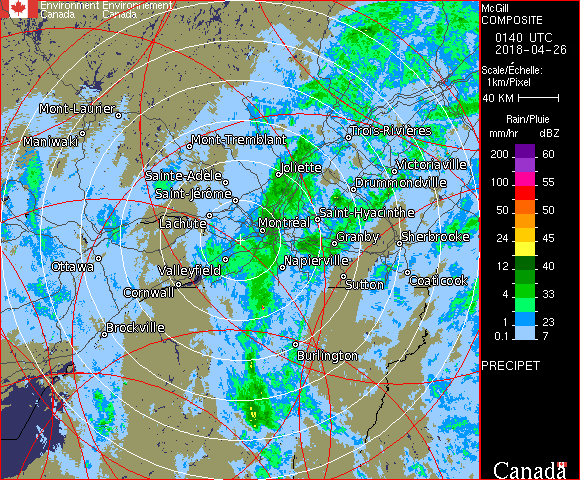 Environment Environnement
Canada Canada
McGill
COMPOSITE
0140 UTC
2018-04-26
Scale/Échelle:
1km/Pixel
40 KM
Rain/Pluie
mm/hr dBZ
200 60
100 55
50 50
24 45
12 40
4 33
1 23
0.1 7
PRECIPET
Canada
Mont-Laurier
Maniwaki
Mont-Tremblant
Trois-Rivières
Sainte-Adèle
Joliette
Victoriaville
Saint-Jérôme
Drummondville
Lachute
Montréal
Saint-Hyacinthe
Granby
Sherbrooke
Ottawa
Valleyfield
Napierville
Cornwall
Sutton
Coaticook
Brockville
Burlington